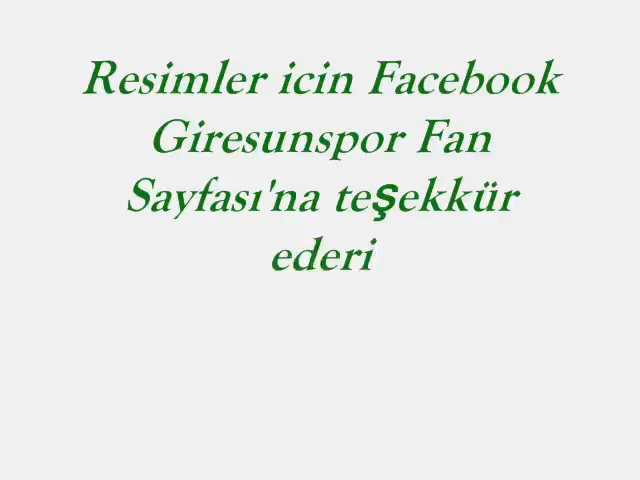 Resimler icin Facebook
Giresunspor Fan
Sayfası'na teşekkür
ederi